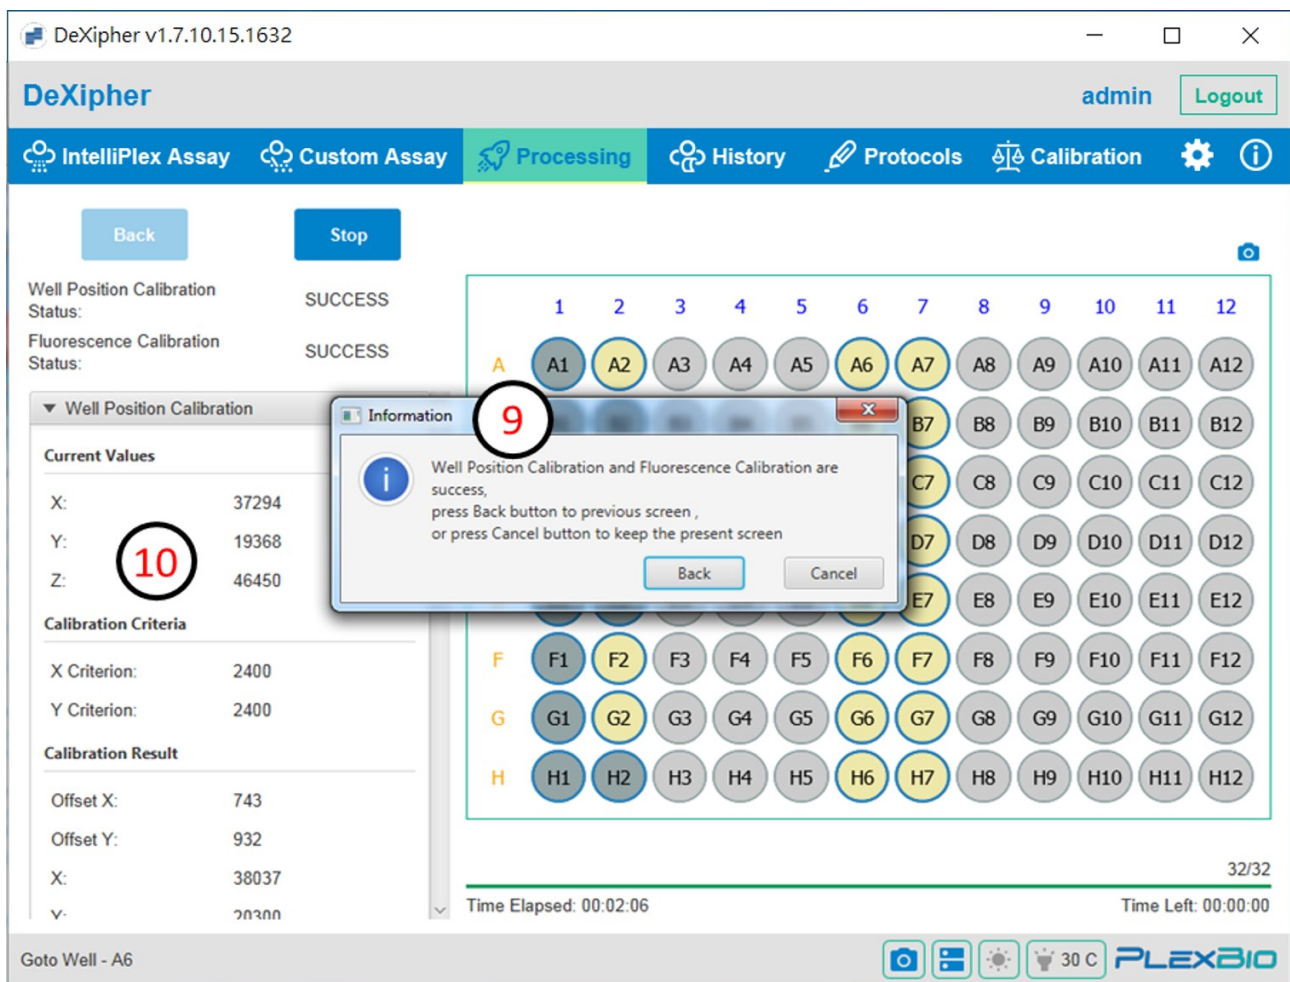 DeXipher v1.7.10.15.1632
DeXipher
admin
Logout
IntelliPlex Assay
Custom Assay
Processing
History
Protocols
Calibration
Back
Stop
Well Position Calibration
Status:
SUCCESS
Fluorescence Calibration
Status:
SUCCESS
Well Position Calibration
Current Values
X: 37294
Y: 19368
Z: 46450
10
Calibration Criteria
X Criterion: 2400
Y Criterion: 2400
Calibration Result
Offset X: 743
Offset Y: 932
X: 38037
Y: 20300
Information
9
Well Position Calibration and Fluorescence Calibration are
success,
press Back button to previous screen ,
or press Cancel button to keep the present screen
Back
Cancel
1 2 3 4 5 6 7 8 9 10 11 12
A A1 A2 A3 A4 A5 A6 A7 A8 A9 A10 A11 A12
B7 B8 B9 B10 B11 B12
C7 C8 C9 C10 C11 C12
D7 D8 D9 D10 D11 D12
E7 E8 E9 E10 E11 E12
F F1 F2 F3 F4 F5 F6 F7 F8 F9 F10 F11 F12
G G1 G2 G3 G4 G5 G6 G7 G8 G9 G10 G11 G12
H H1 H2 H3 H4 H5 H6 H7 H8 H9 H10 H11 H12
32/32
Time Elapsed: 00:02:06
Time Left: 00:00:00
Goto Well - A6
30 C
PLEXBIO